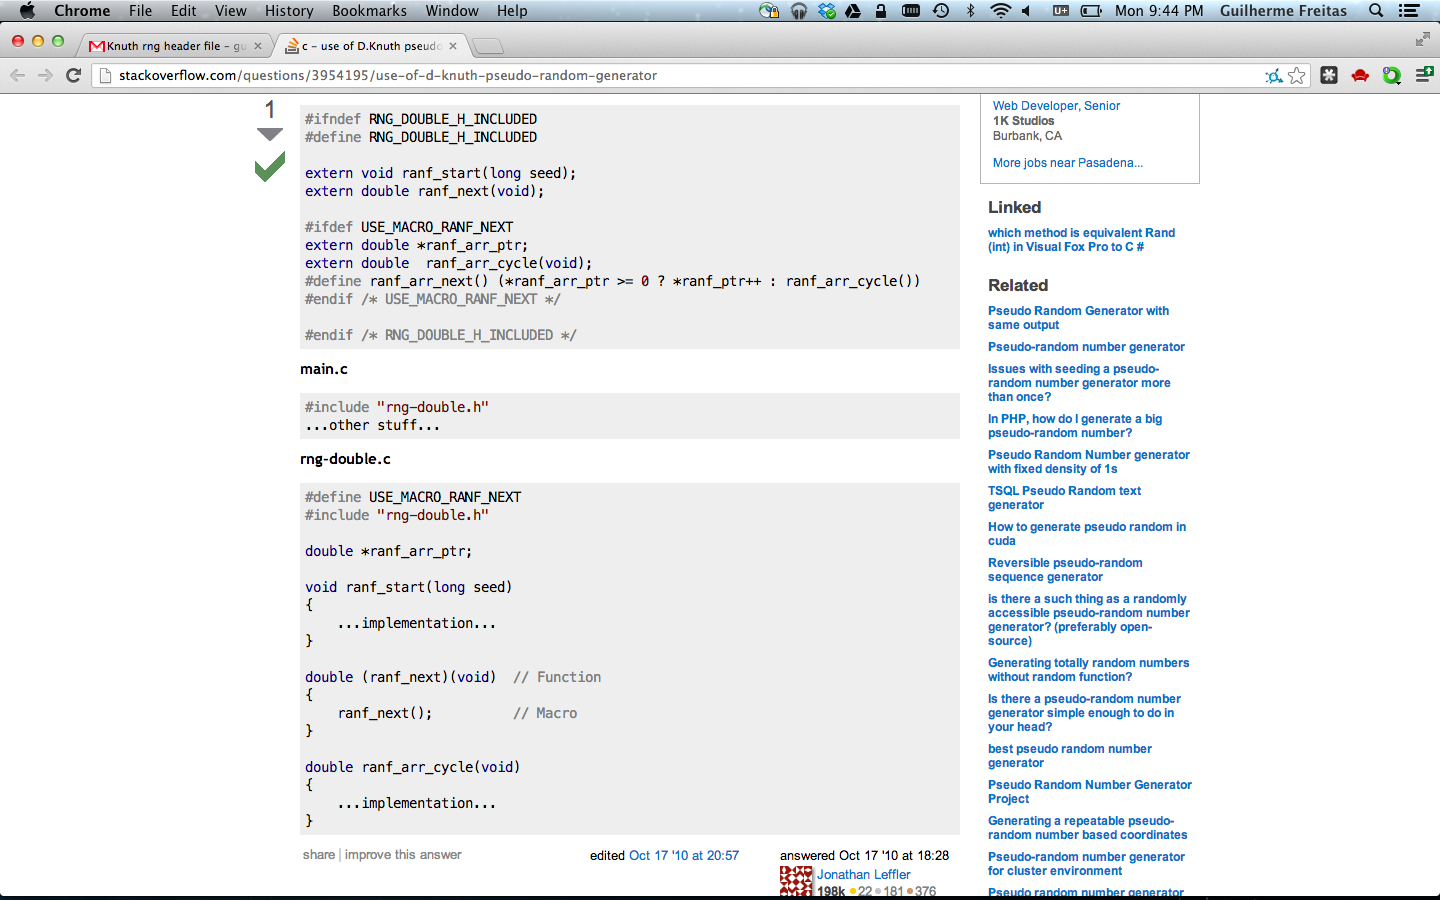 Chrome File Edit View History Bookmarks Window Help Mon 9:44 PM Guilherme Freitas
Knuth rng header file – gu
c – use of D.Knuth pseudo
stackoverflow.com/questions/3954195/use-of-d-knuth-pseudo-random-generator
1
#ifndef RNG_DOUBLE_H_INCLUDED
#define RNG_DOUBLE_H_INCLUDED
extern void ranf_start(long seed);
extern double ranf_next(void);
#ifdef USE_MACRO_RANF_NEXT
extern double *ranf_arr_ptr;
extern double  ranf_arr_cycle(void);
#define ranf_arr_next() (*ranf_arr_ptr >= 0 ? *ranf_ptr++ : ranf_arr_cycle())
#endif /* USE_MACRO_RANF_NEXT */
#endif /* RNG_DOUBLE_H_INCLUDED */
main.c
#include "rng-double.h"
...other stuff...
rng-double.c
#define USE_MACRO_RANF_NEXT
#include "rng-double.h"
double *ranf_arr_ptr;
void ranf_start(long seed)
{
    ...implementation...
}
double (ranf_next)(void)  // Function
{
    ranf_next();          // Macro
}
double ranf_arr_cycle(void)
{
    ...implementation...
}
share | improve this answer
edited Oct 17 '10 at 20:57
answered Oct 17 '10 at 18:28
Jonathan Leffler
198k 22 181 376
Web Developer, Senior
1K Studios
Burbank, CA
More jobs near Pasadena...
Linked
which method is equivalent Rand
(int) in Visual Fox Pro to C #
Related
Pseudo Random Generator with
same output
Pseudo-random number generator
Issues with seeding a pseudo-
random number generator more
than once?
In PHP, how do I generate a big
pseudo-random number?
Pseudo Random Number generator
with fixed density of 1s
TSQL Pseudo Random text
generator
How to generate pseudo random in
cuda
Reversible pseudo-random
sequence generator
is there a such thing as a randomly
accessible pseudo-random number
generator? (preferably open-
source)
Generating totally random numbers
without random function?
Is there a pseudo-random number
generator simple enough to do in
your head?
best pseudo random number
generator
Pseudo Random Number Generator
Project
Generating a repeatable pseudo-
random number based coordinates
Pseudo-random number generator
for cluster environment
Pseudo random number generator